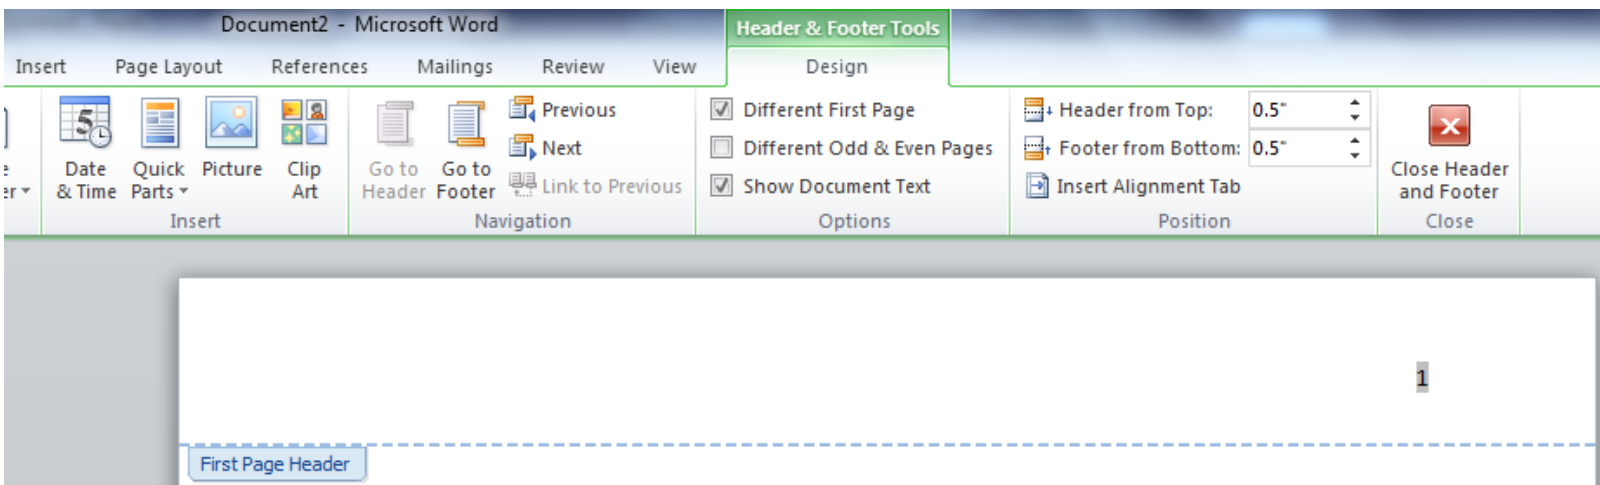 Document2 - Microsoft Word
Header & Footer Tools
Insert Page Layout References Mailings Review View Design
Date & Time
Quick Parts
Picture
Clip Art
Insert
Go to Header
Go to Footer
Previous
Next
Link to Previous
Navigation
Different First Page
Different Odd & Even Pages
Show Document Text
Options
Header from Top: 0.5"
Footer from Bottom: 0.5"
Insert Alignment Tab
Position
Close Header and Footer
Close
1
First Page Header